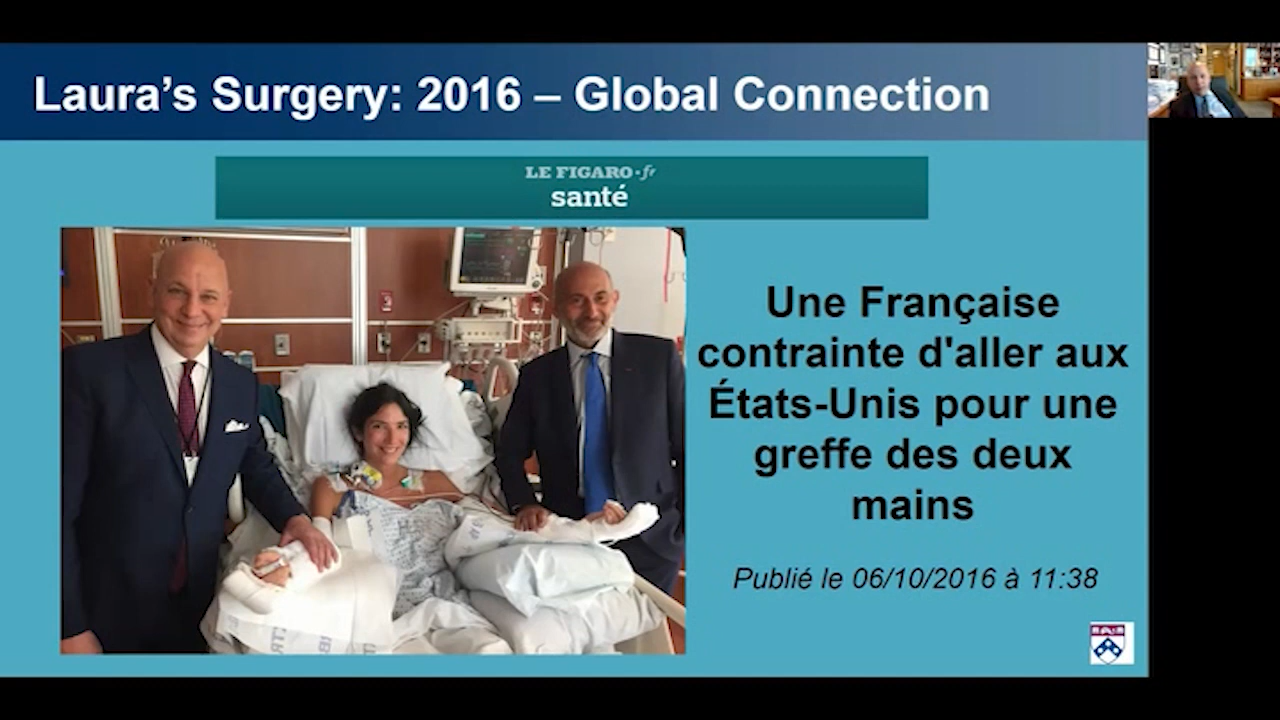 Laura's Surgery: 2016 – Global Connection
LE FIGARO·fr
santé
Une Française
contrainte d'aller aux
États-Unis pour une
greffe des deux
mains
Publié le 06/10/2016 à 11:38